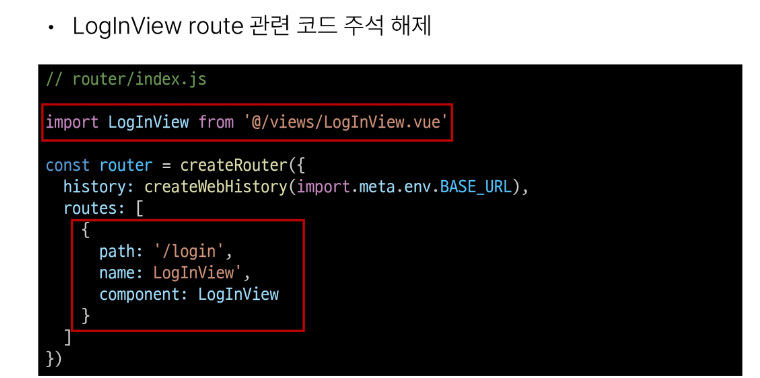 • LogInView route 관련 코드 주석 해제
// router/index.js
import LogInView from '@/views/LogInView.vue'
const router = createRouter({
history: createWebHistory(import.meta.env.BASE_URL),
routes: [
{
path: '/login',
name: LogInView',
component: LogInView
}
]
})